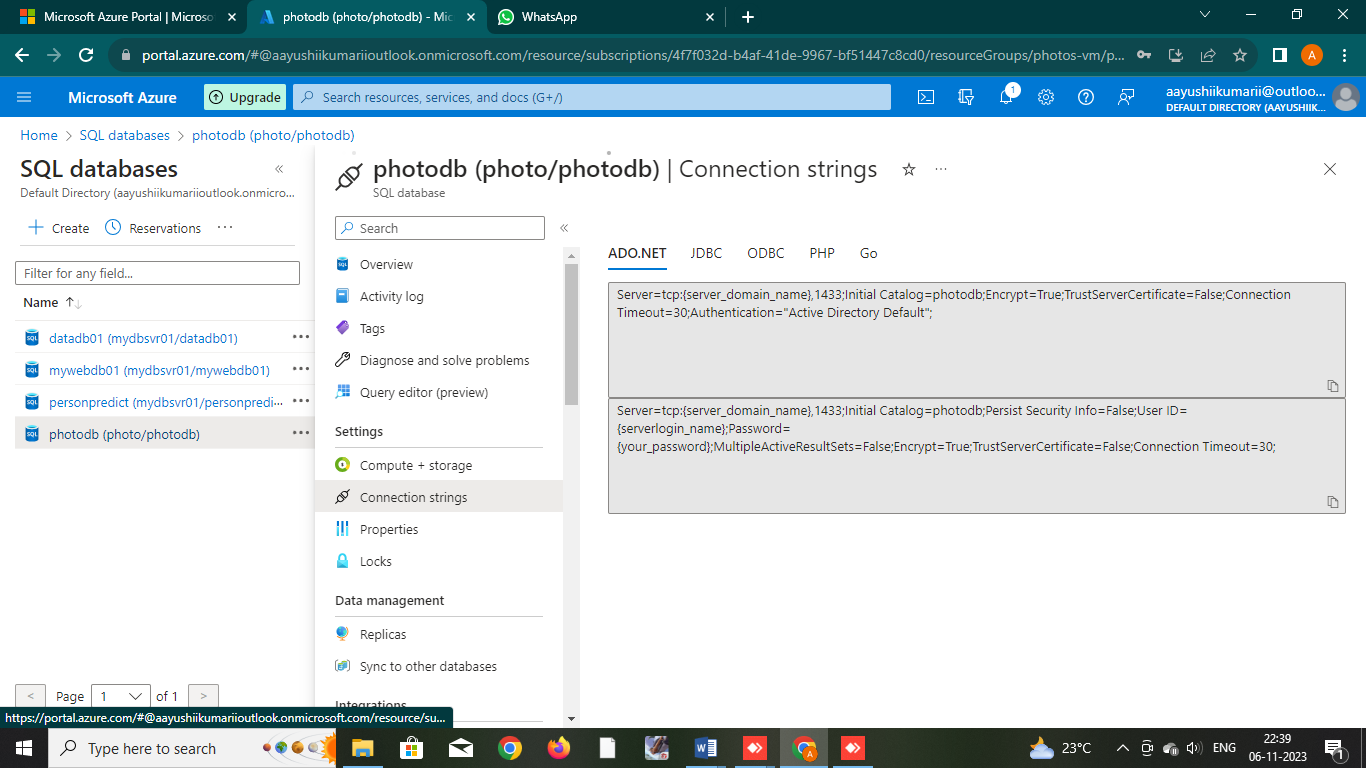 Microsoft Azure Portal | Microso
photodb (photo/photodb) - Mic
WhatsApp
portal.azure.com/#@aayushiikumariioutlook.onmicrosoft.com/resource/subscriptions/4f7f032d-b4af-41de-9967-bf51447c8cd0/resourceGroups/photos-vm/p...
A
Microsoft Azure
Upgrade
Search resources, services, and docs (G+/)
1
aayushiikumarii@outloo...
DEFAULT DIRECTORY (AAYUSHIIK...
Home > SQL databases > photodb (photo/photodb)
SQL databases
Default Directory (aayushiikumariioutlook.onmicro...
Create
Reservations
Filter for any field...
Name
datadb01 (mydbsvr01/datadb01)
mywebdb01 (mydbsvr01/mywebdb01)
personpredict (mydbsvr01/personpredi...
photodb (photo/photodb)
< Page 1 of 1 >
https://portal.azure.com/#@aayushiikumariioutlook.onmicrosoft.com/resource/su...
photodb (photo/photodb) | Connection strings
SQL database
Search
Overview
Activity log
Tags
Diagnose and solve problems
Query editor (preview)
Settings
Compute + storage
Connection strings
Properties
Locks
Data management
Replicas
Sync to other databases
Integrations
ADO.NET JDBC ODBC PHP Go
Server=tcp:{server_domain_name},1433;Initial Catalog=photodb;Encrypt=True;TrustServerCertificate=False;Connection
Timeout=30;Authentication="Active Directory Default";
Server=tcp:{server_domain_name},1433;Initial Catalog=photodb;Persist Security Info=False;User ID=
{serverlogin_name};Password=
{your_password};MultipleActiveResultSets=False;Encrypt=True;TrustServerCertificate=False;Connection Timeout=30;
Type here to search
23°C
ENG
22:39
06-11-2023
1